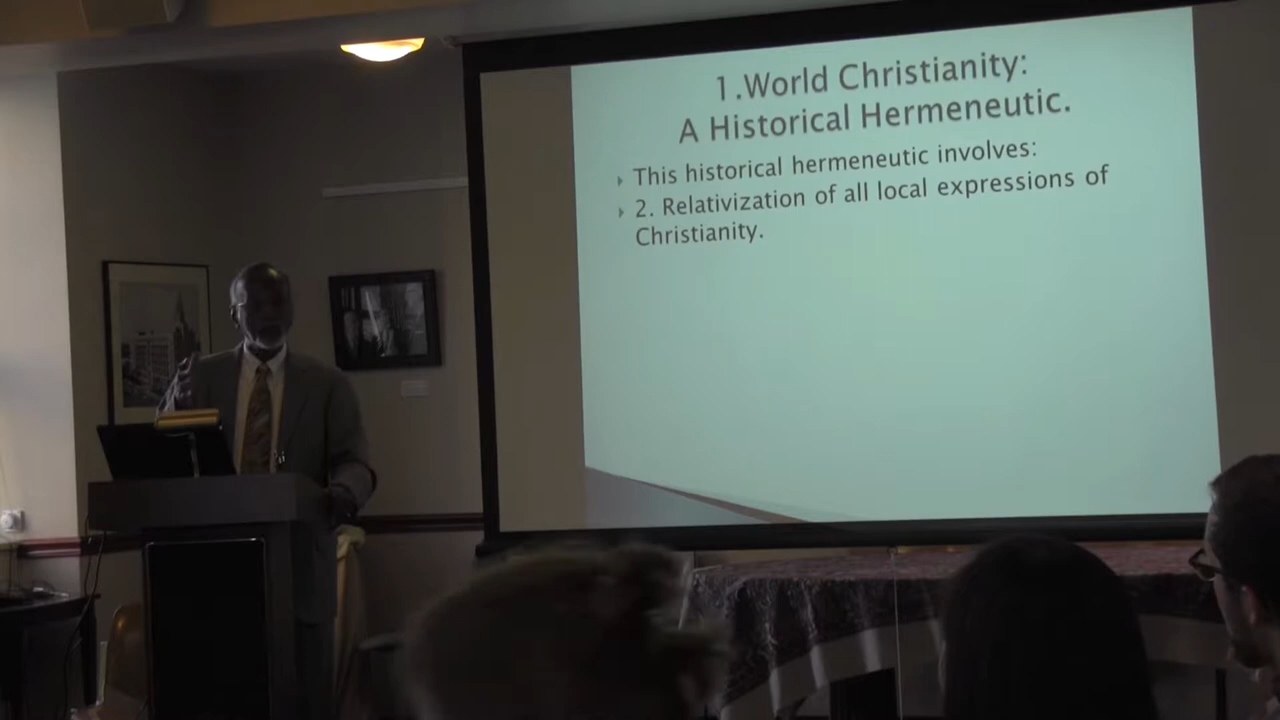 1.World Christianity:
A Historical Hermeneutic.
This historical hermeneutic involves:
2. Relativization of all local expressions of
Christianity.